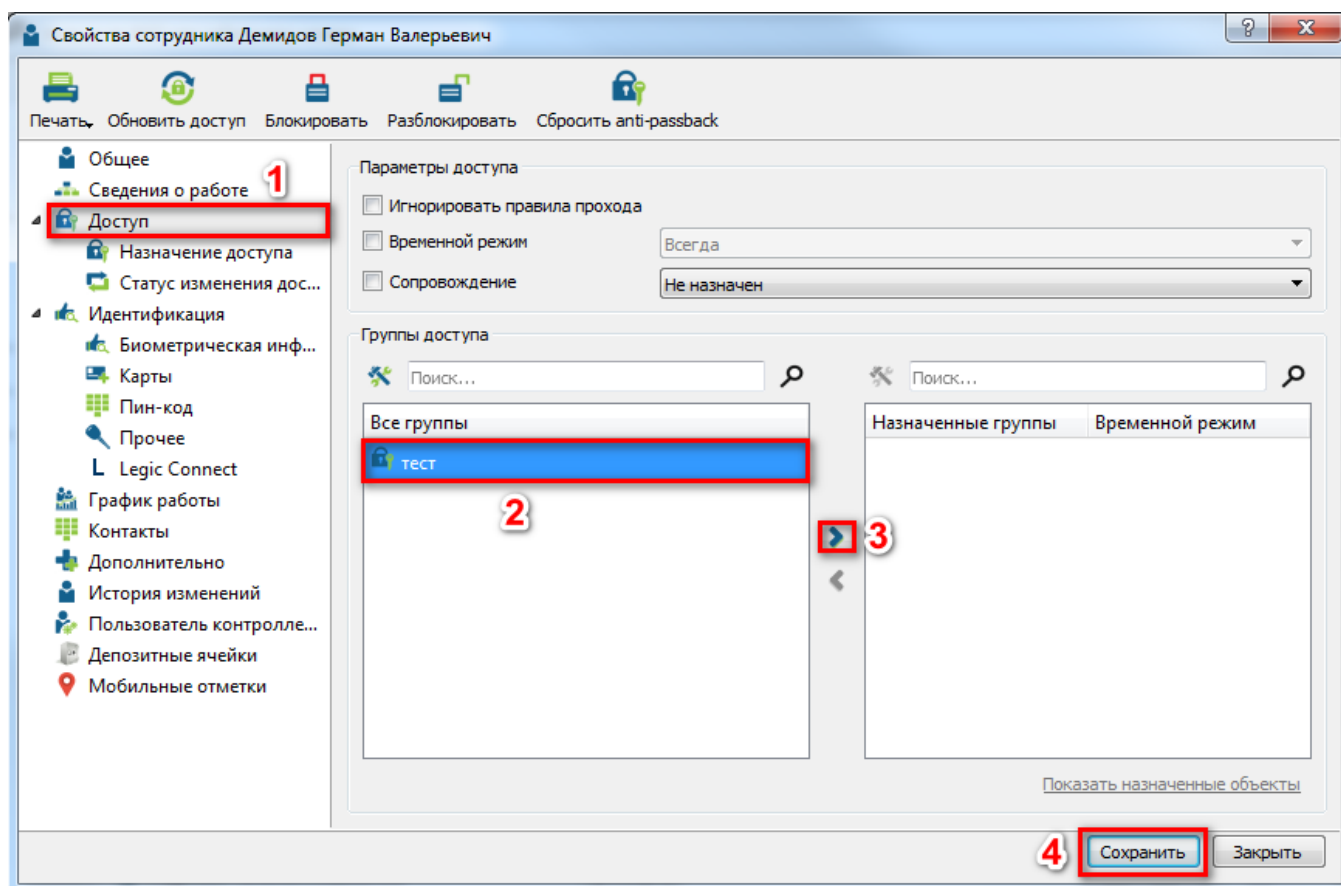 Свойства сотрудника Демидов Герман Валерьевич
Печать Обновить доступ Блокировать Разблокировать Сбросить anti-passback
Общее
Сведения о работе
1
Доступ
Назначение доступа
Статус изменения дос...
Идентификация
Биометрическая инф...
Карты
Пин-код
Прочее
L Legic Connect
График работы
Контакты
Дополнительно
История изменений
Пользователь контролле...
Депозитные ячейки
Мобильные отметки
Параметры доступа
Игнорировать правила прохода
Временной режим Всегда
Сопровождение Не назначен
Группы доступа
Поиск...
Все группы
тест
2
3
Поиск...
Назначенные группы Временной режим
Показать назначенные объекты
4 Сохранить Закрыть